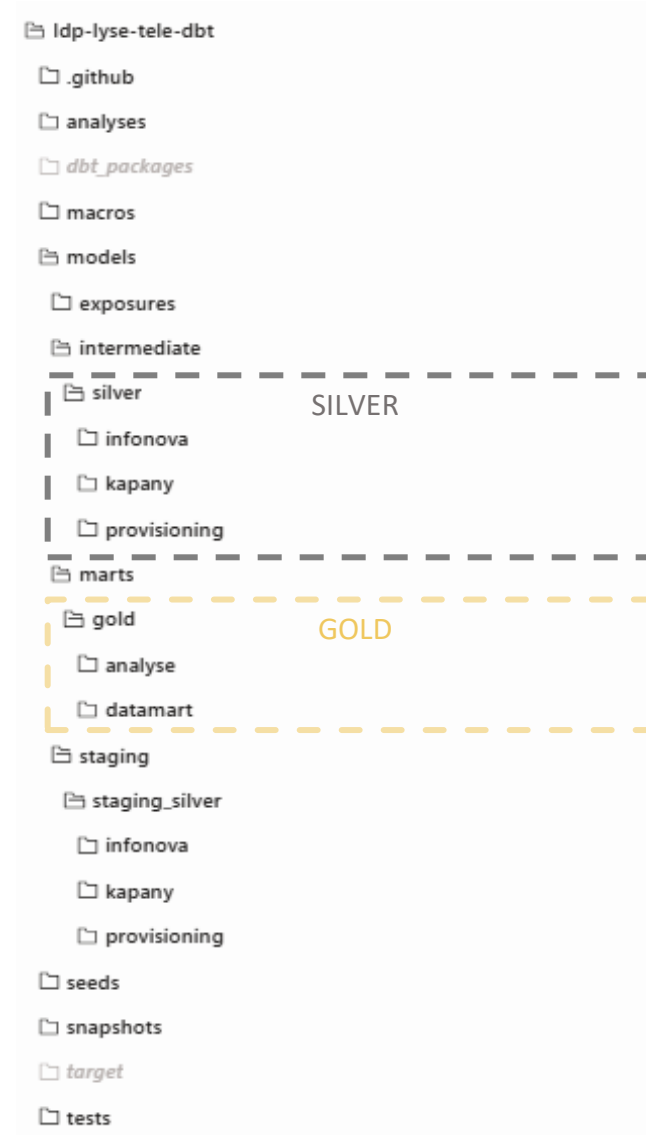 ldp-lyse-tele-dbt
.github
analyses
dbt_packages
macros
models
exposures
intermediate
silver
SILVER
infonova
kapany
provisioning
marts
gold
GOLD
analyse
datamart
staging
staging_silver
infonova
kapany
provisioning
seeds
snapshots
target
tests